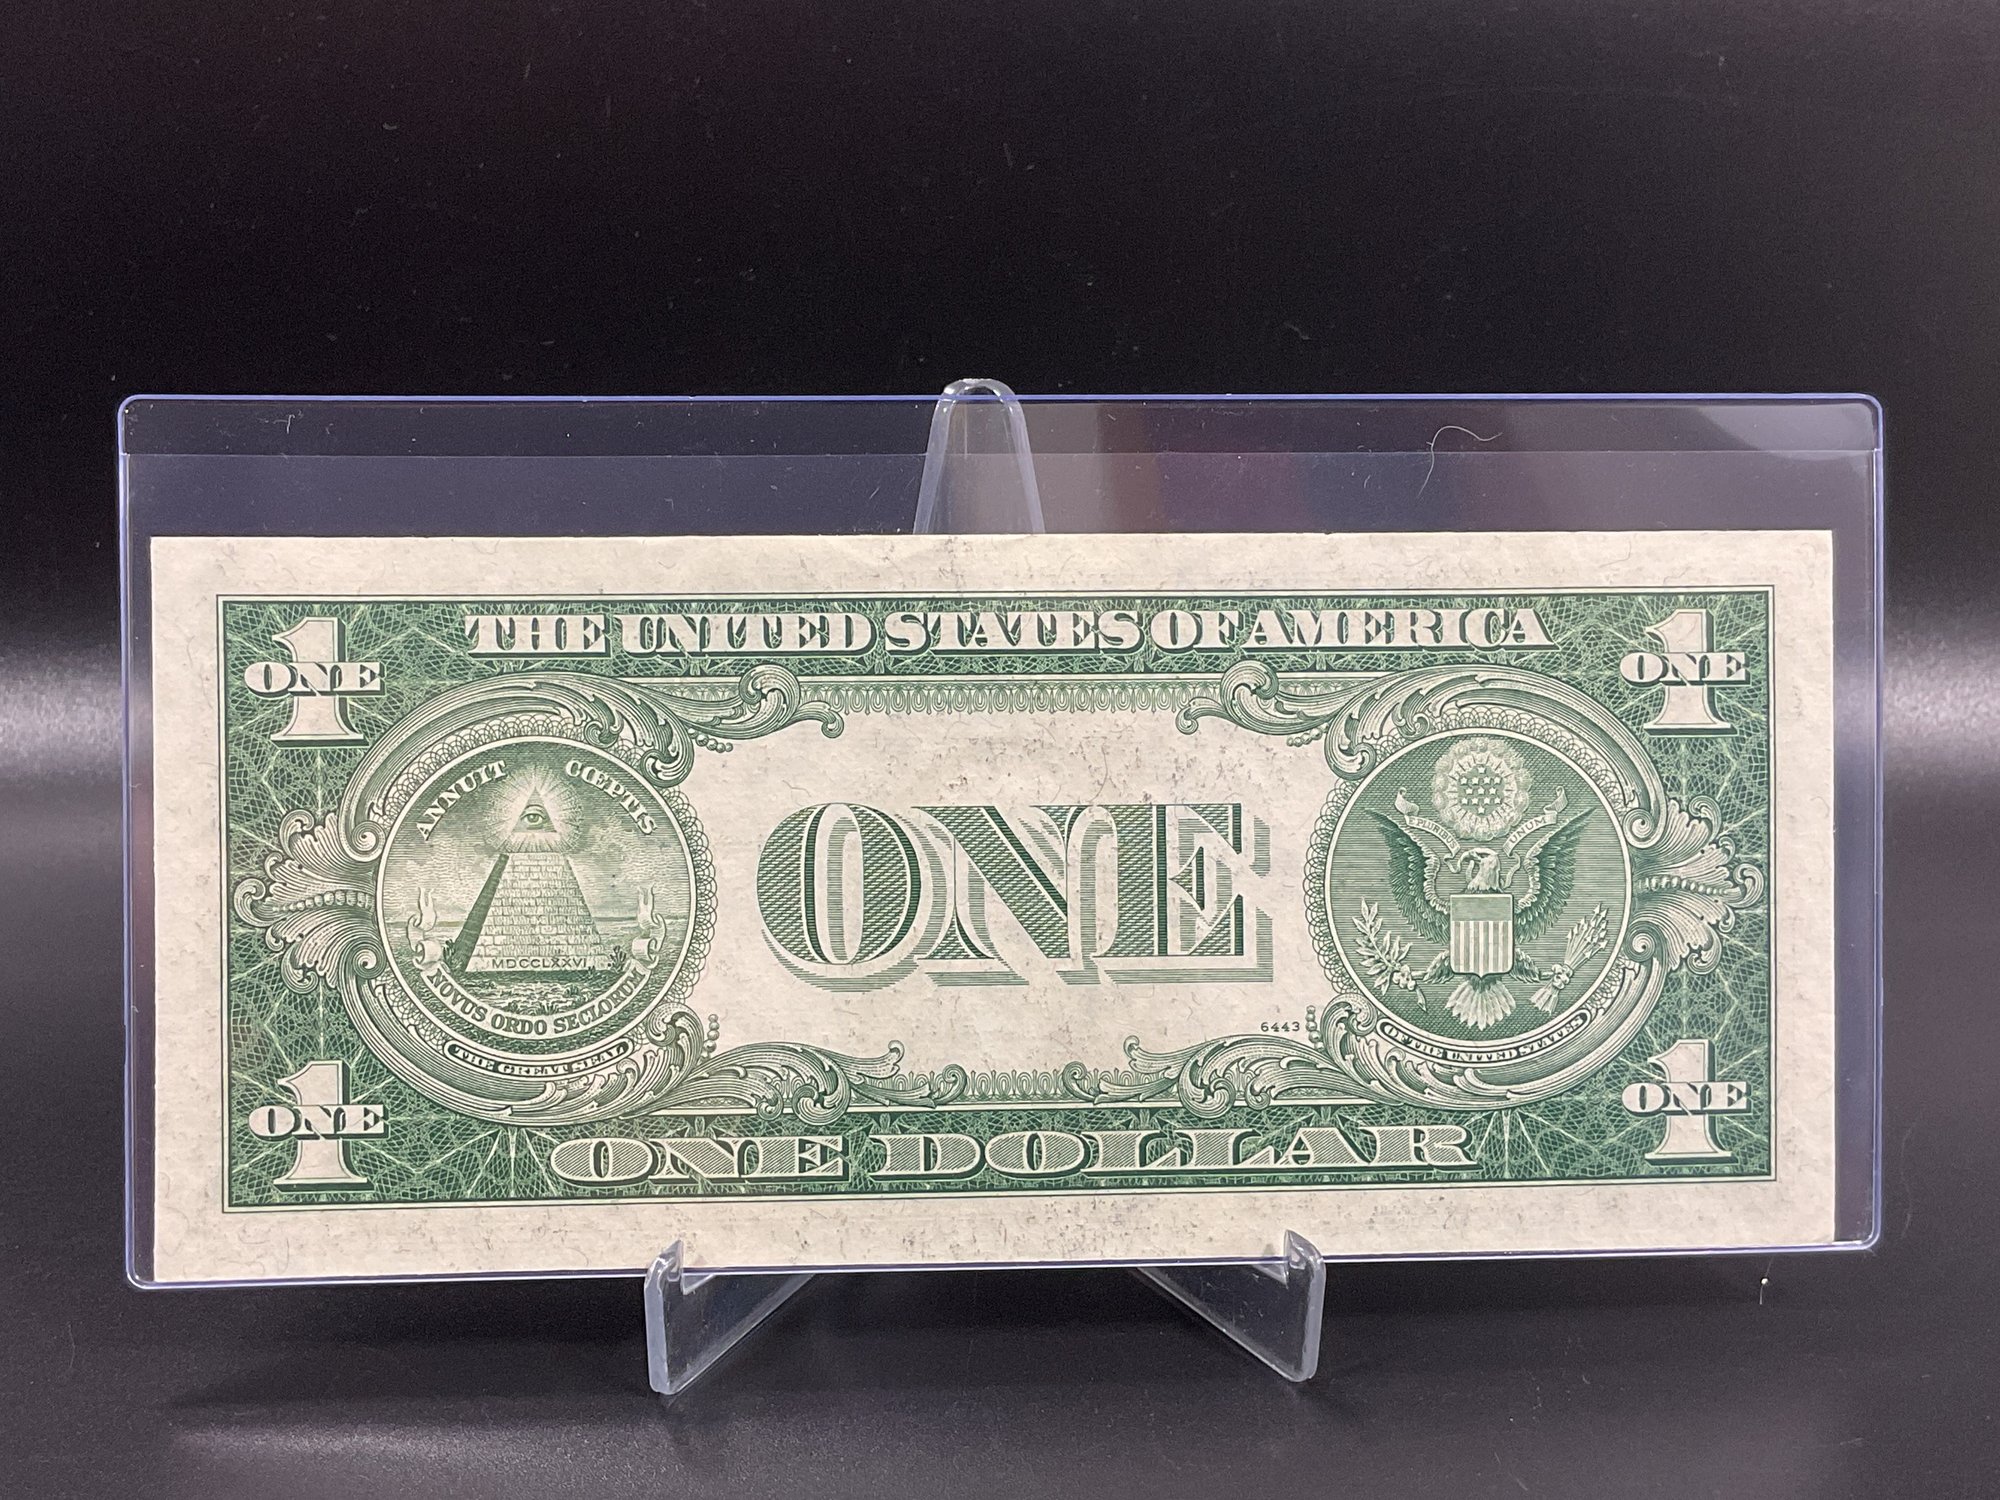 THE UNITED STATES OF AMERICA
1
ONE
1
ONE
ANNUIT CŒPTIS
MDCCLXXVI
NOVUS ORDO SECLORUM
THE GREAT SEAL
ONE
E PLURIBUS UNUM
OF THE UNITED STATES
6443
1
ONE
1
ONE
ONE DOLLAR